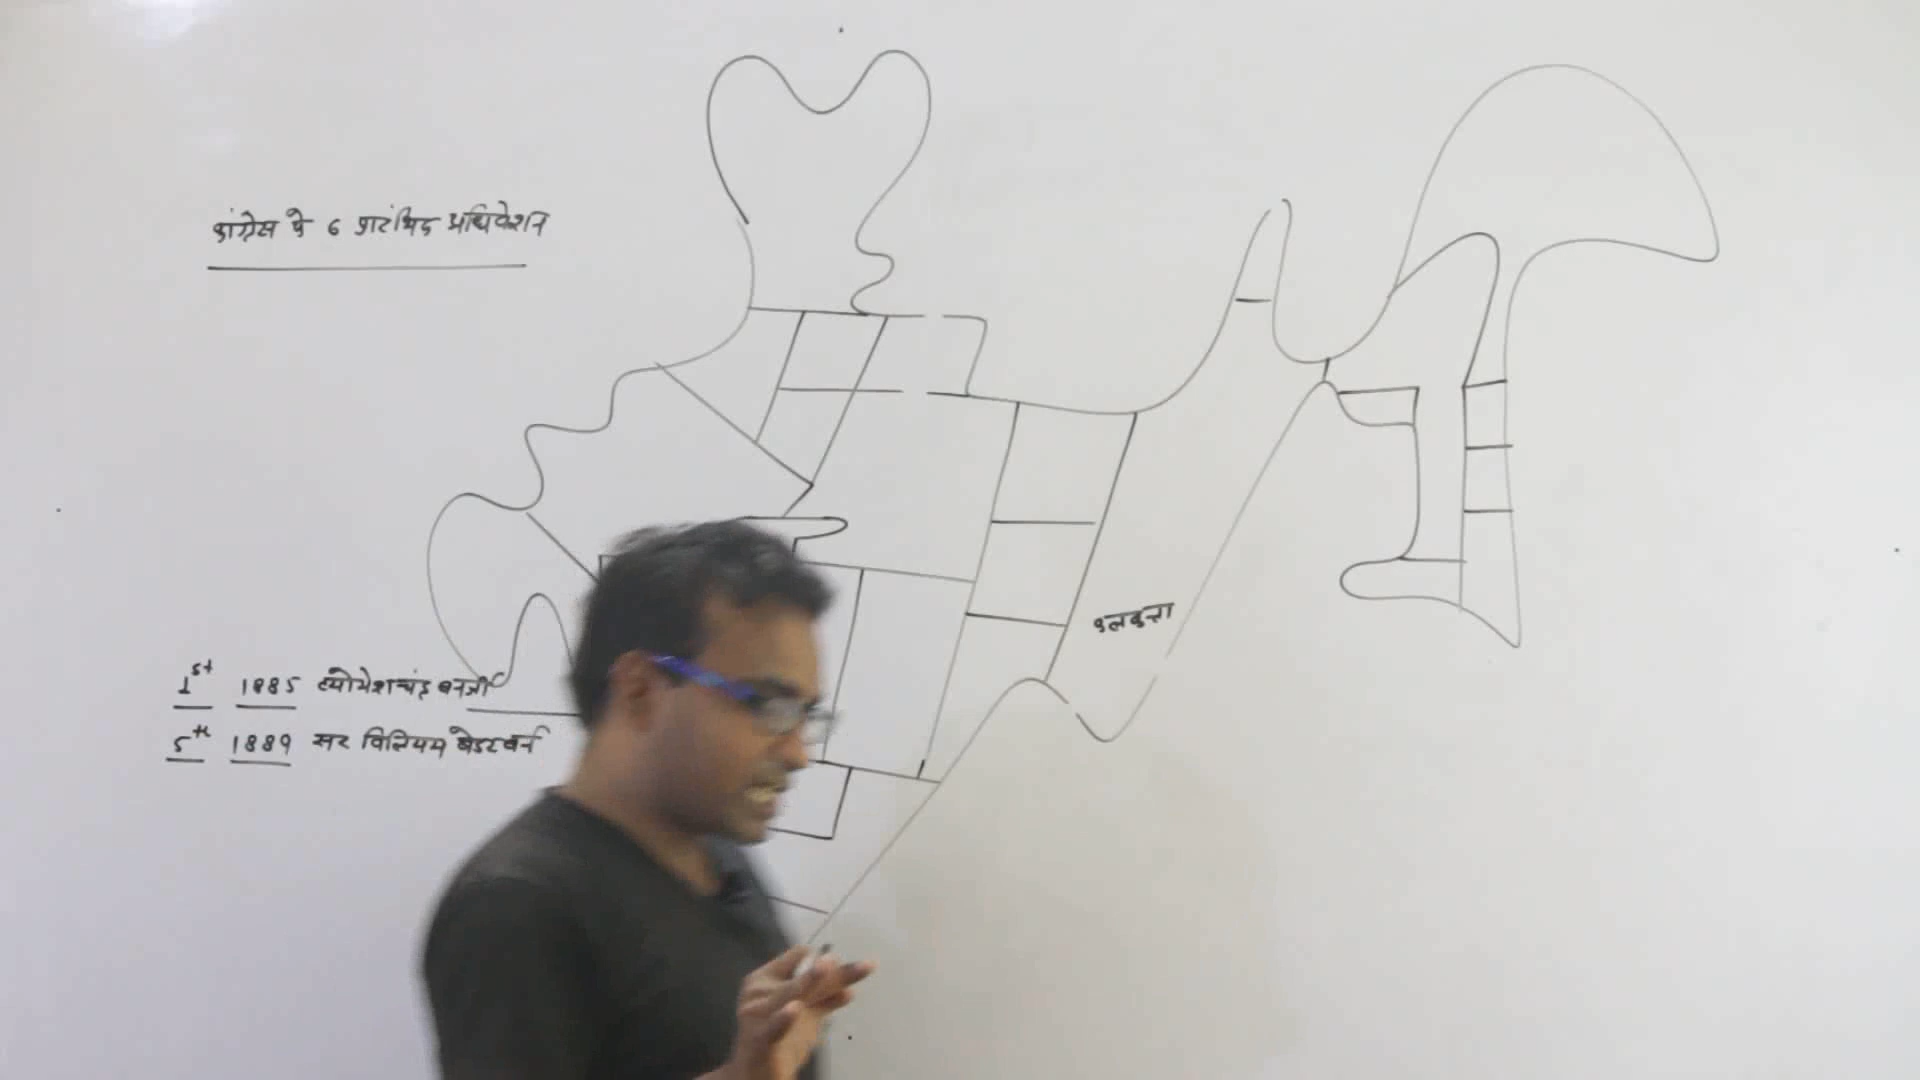 कांग्रेस के 6 प्रारंभिक अधिवेशन
कलकत्ता
1st 1885 व्योमेशचंद्र बनर्जी
5th 1889 सर विलियम वेडरबर्न